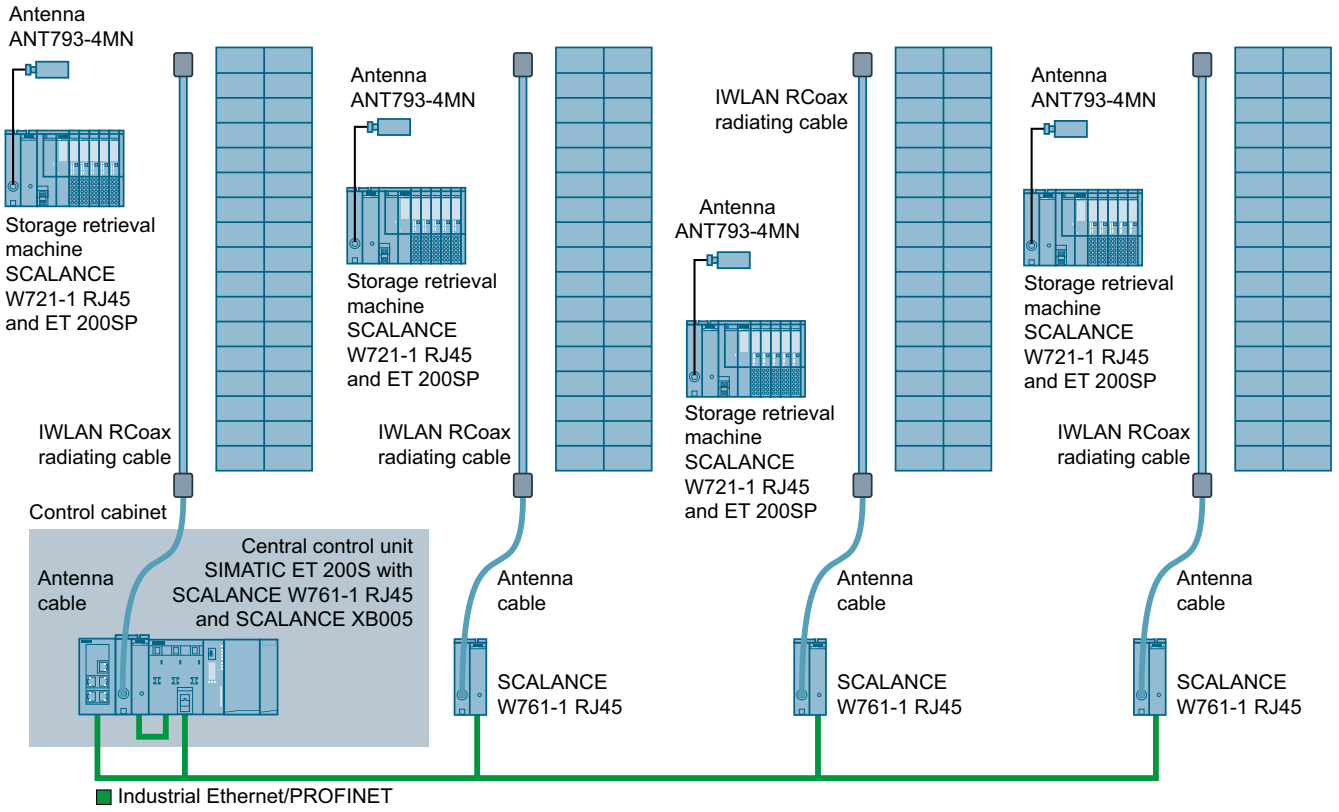 Antenna
ANT793-4MN
Storage retrieval
machine
SCALANCE
W721-1 RJ45
and ET 200SP
IWLAN RCoax
radiating cable
Antenna
ANT793-4MN
Storage retrieval
machine
SCALANCE
W721-1 RJ45
and ET 200SP
IWLAN RCoax
radiating cable
IWLAN RCoax
radiating cable
Antenna
ANT793-4MN
Storage retrieval
machine
SCALANCE
W721-1 RJ45
and ET 200SP
Antenna
ANT793-4MN
Storage retrieval
machine
SCALANCE
W721-1 RJ45
and ET 200SP
IWLAN RCoax
radiating cable
Control cabinet
Central control unit
SIMATIC ET 200S with
SCALANCE W761-1 RJ45
and SCALANCE XB005
Antenna
cable
Antenna
cable
SCALANCE
W761-1 RJ45
Antenna
cable
SCALANCE
W761-1 RJ45
Antenna
cable
SCALANCE
W761-1 RJ45
Industrial Ethernet/PROFINET